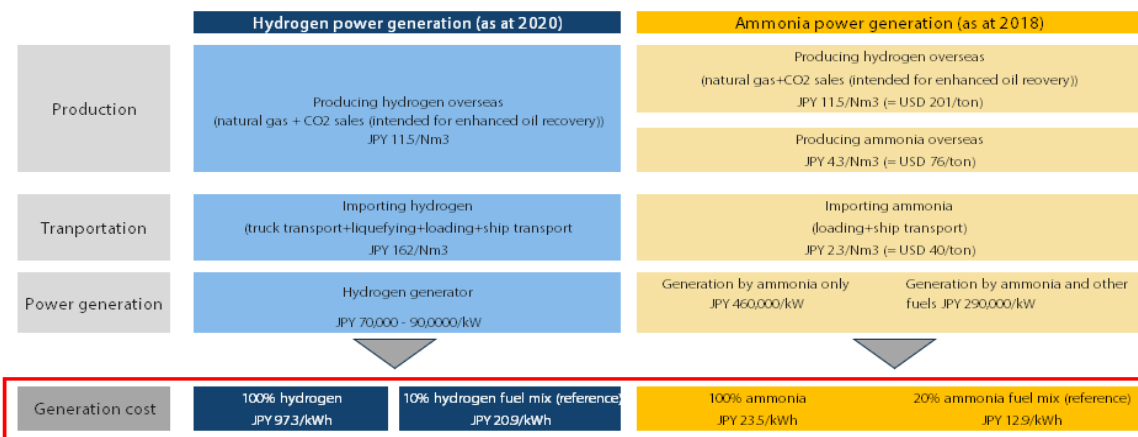 Hydrogen power generation (as at 2020)
Ammonia power generation (as at 2018)
Production
Producing hydrogen overseas
(natural gas + CO2 sales (intended for enhanced oil recovery))
JPY 11.5/Nm3
Producing hydrogen overseas
(natural gas+CO2 sales (intended for enhanced oil reovery))
JPY 11.5/Nm3 (= USD 201/ton)
Producing ammonia overseas
JPY 4.3/Nm3 (= USD 76/ton)
Tranportation
Importing hydrogen
(truck transport+liquefying+loading+ship transport
JPY 162/Nm3
Importing ammonia
(loading+ship transport)
JPY 2.3/Nm3 (= USD 40/ton)
Power generation
Hydrogen generator
JPY 70,000 - 90,0000/kW
Generation by ammonia only
JPY 460,000/kW
Generation by ammonia and other
fuels JPY 290,000/kW
Generation cost
100% hydrogen
JPY 97.3/kWh
10% hydrogen fuel mix (reference)
JPY 20.9/kWh
100% ammonia
JPY 23.5/kWh
20% ammonia fuel mix (reference)
JPY 12.9/kWh